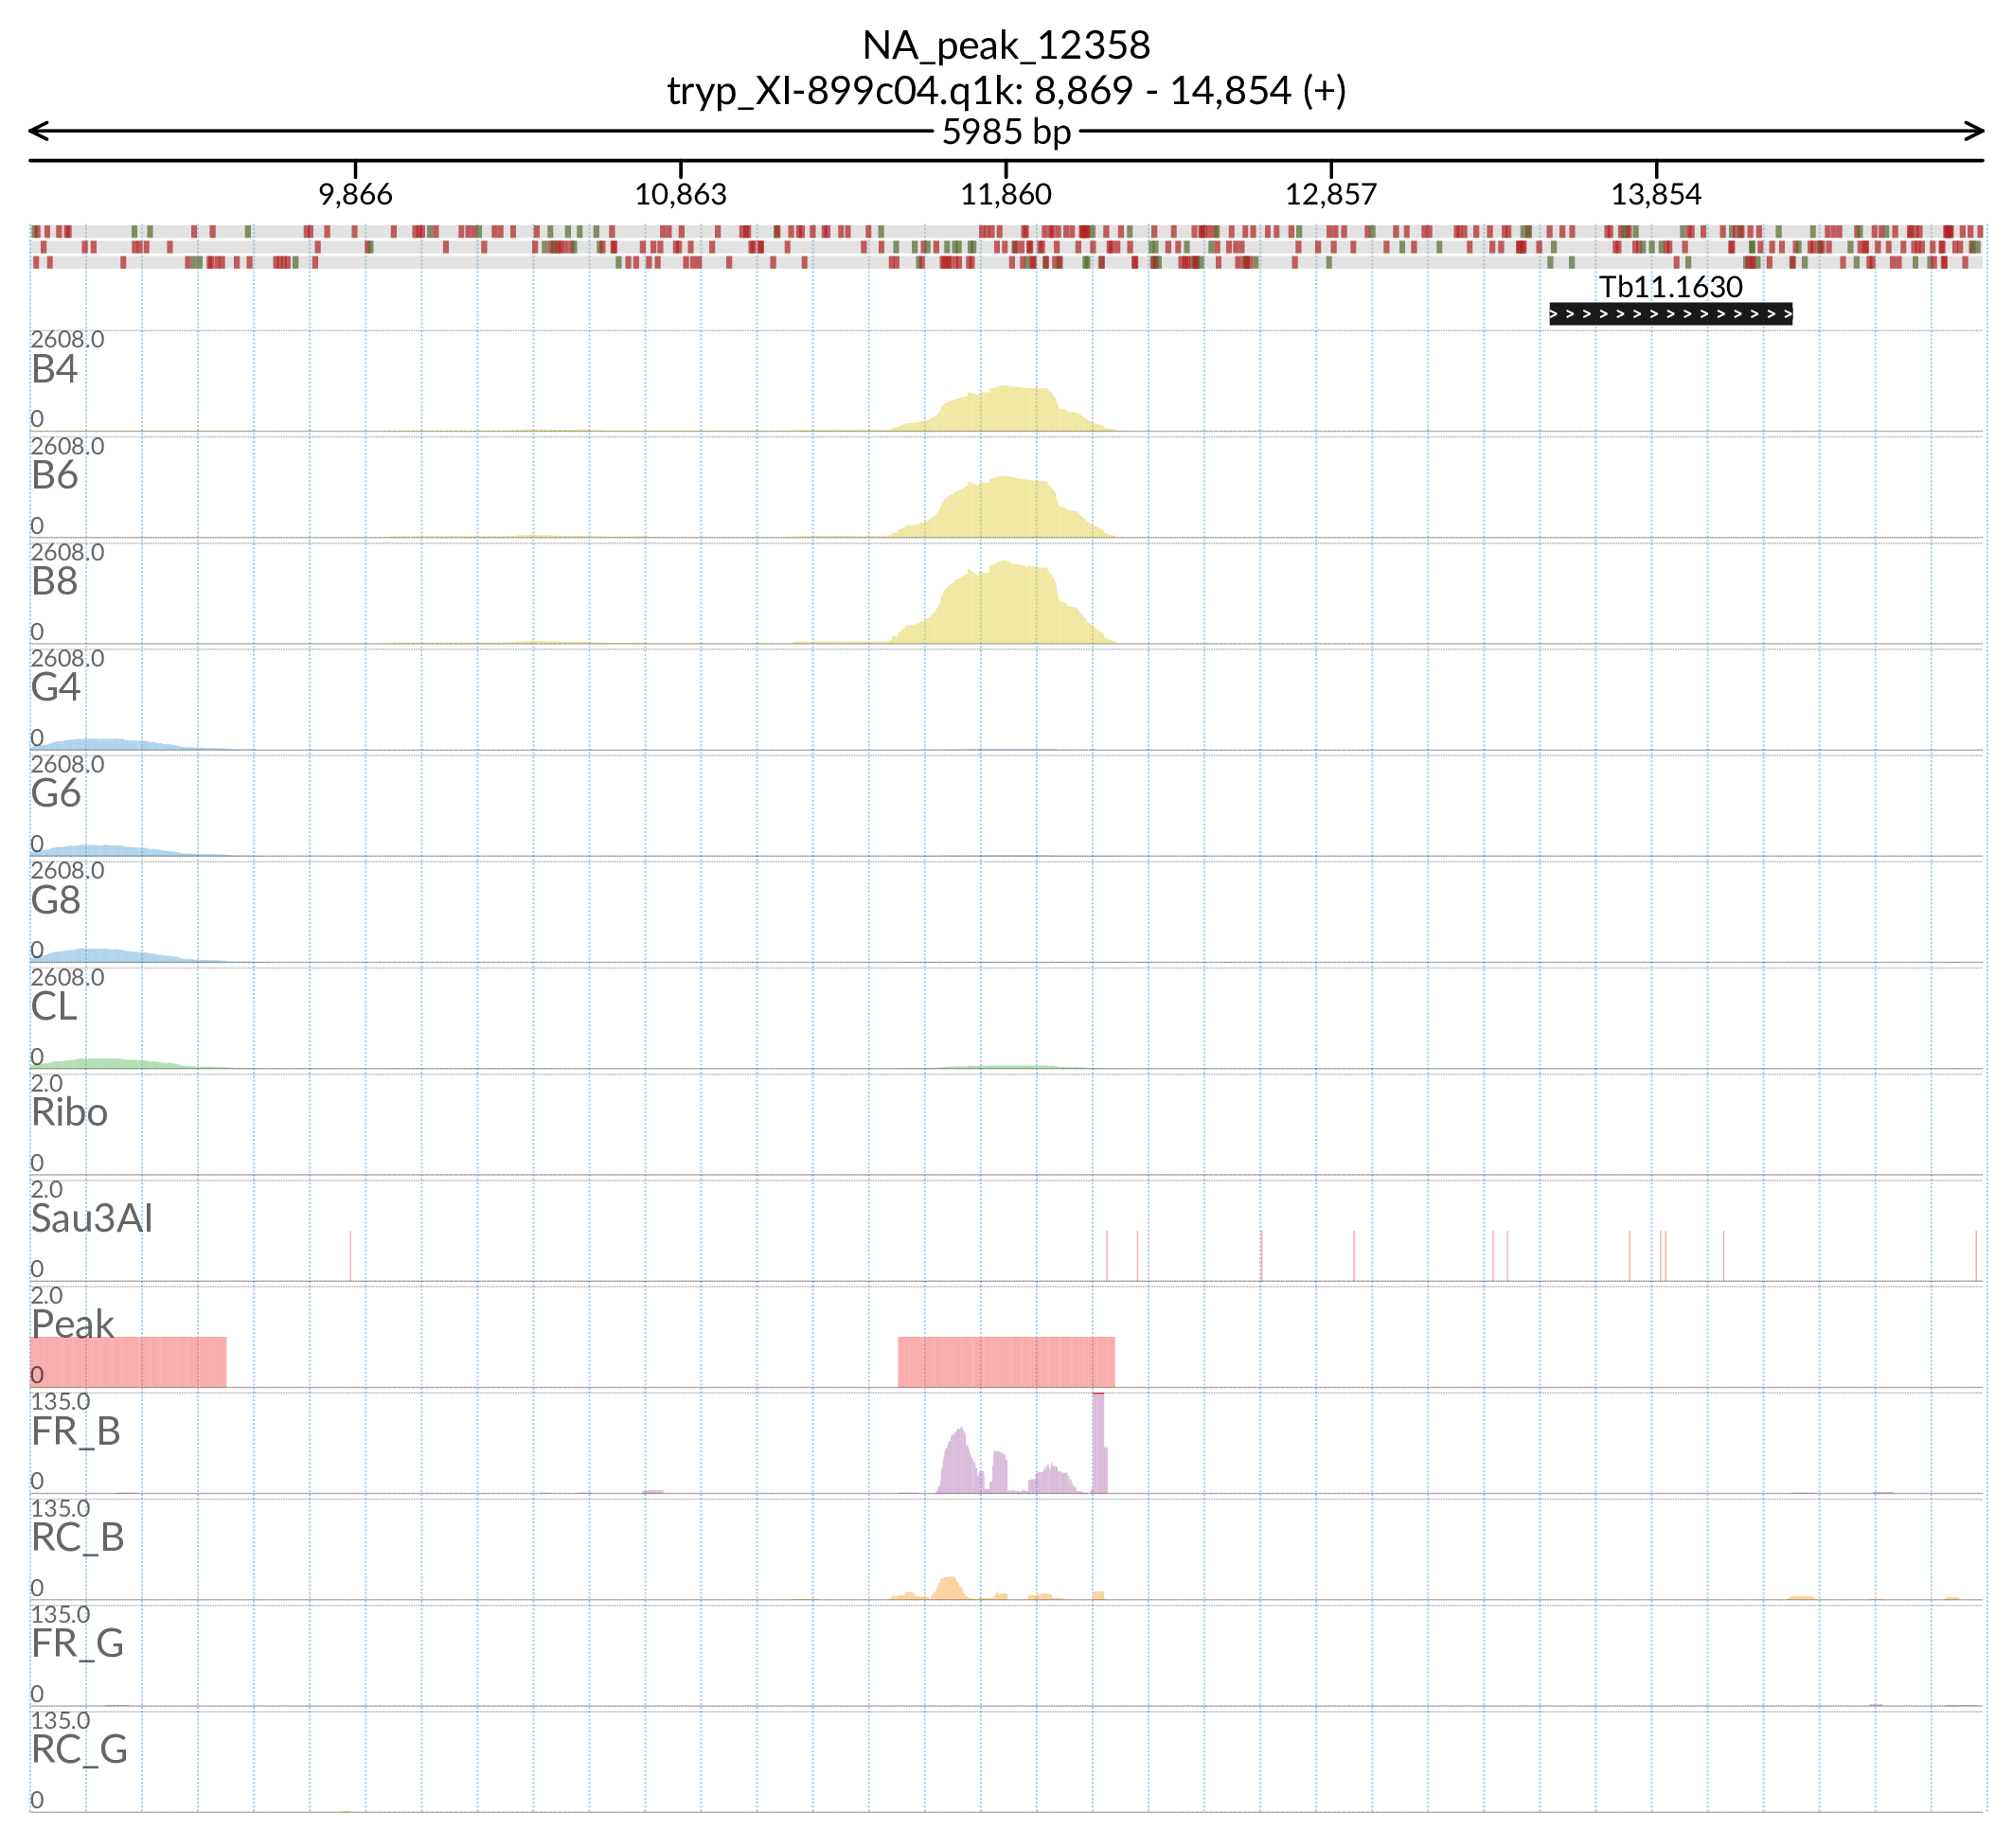 NA_peak_12358
tryp_XI-899c04.q1k: 8,869 - 14,854 (+)
5985 bp
9,866 10,863 11,860 12,857 13,854
Tb11.1630
2608.0
B4
0
2608.0
B6
0
2608.0
B8
0
2608.0
G4
0
2608.0
G6
0
2608.0
G8
0
2608.0
CL
0
2.0
Ribo
0
2.0
Sau3AI
0
2.0
Peak
0
135.0
FR_B
0
135.0
RC_B
0
135.0
FR_G
0
135.0
RC_G
0